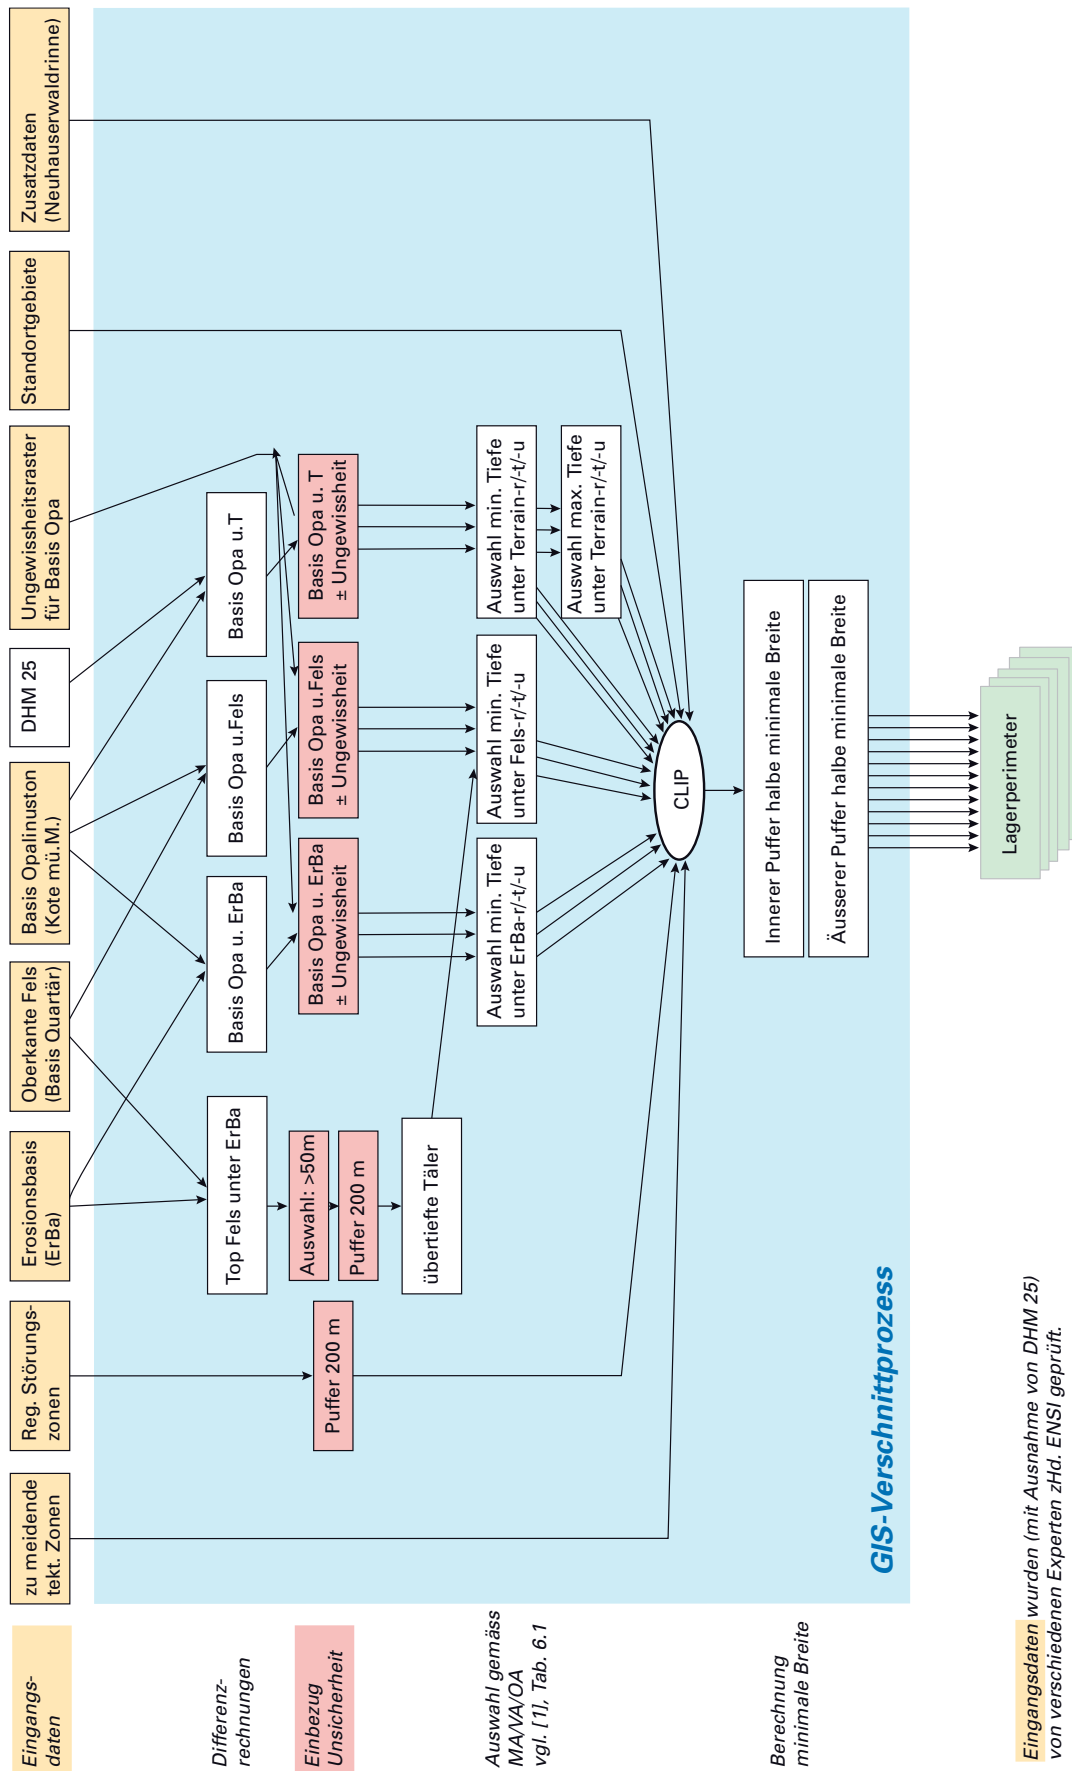 Eingangs-
daten
zu meidende
tekt. Zonen
Reg. Störungs-
zonen
Erosionsbasis
(ErBa)
Oberkante Fels
(Basis Quartär)
Basis Opalinuston
(Kote mü.M.)
DHM 25
Ungewissheitsraster
für Basis Opa
Standortgebiete
Zusatzdaten
(Neuhauserwaldrinne)
Differenz-
rechnungen
Top Fels unter ErBa
Basis Opa u. ErBa
Basis Opa u.Fels
Basis Opa u.T
Einbezug
Unsicherheit
Puffer 200 m
Auswahl: >50m
Puffer 200 m
Basis Opa u. ErBa
± Ungewissheit
Basis Opa u.Fels
± Ungewissheit
Basis Opa u. T
± Ungewissheit
übertiefte Täler
Auswahl gemäss
MA/VA/OA
vgl. [1], Tab. 6.1
Auswahl min. Tiefe
unter ErBa-r/-t/-u
Auswahl min. Tiefe
unter Fels-r/-t/-u
Auswahl min. Tiefe
unter Terrain-r/-t/-u
Auswahl max. Tiefe
unter Terrain-r/-t/-u
CLIP
Berechnung
minimale Breite
Innerer Puffer halbe minimale Breite
Äusserer Puffer halbe minimale Breite
GIS-Verschnittprozess
Lagerperimeter
Eingangsdaten wurden (mit Ausnahme von DHM 25)
von verschiedenen Experten zHd. ENSI geprüft.